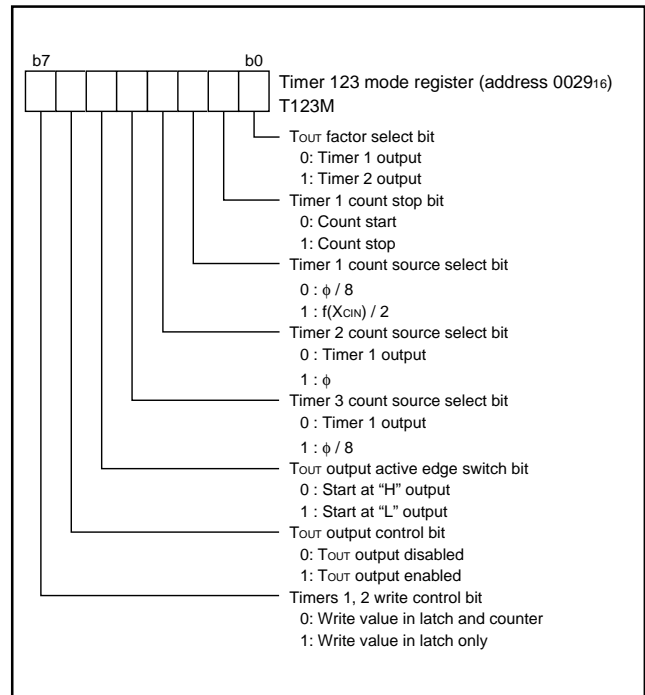 b7 b0
Timer 123 mode register (address 0029₁₆)
T123M
TOUT factor select bit
0: Timer 1 output
1: Timer 2 output
Timer 1 count stop bit
0: Count start
1: Count stop
Timer 1 count source select bit
0 : ϕ / 8
1 : f(XCIN) / 2
Timer 2 count source select bit
0 : Timer 1 output
1 : ϕ
Timer 3 count source select bit
0 : Timer 1 output
1 : ϕ / 8
TOUT output active edge switch bit
0 : Start at “H” output
1 : Start at “L” output
TOUT output control bit
0: TOUT output disabled
1: TOUT output enabled
Timers 1, 2 write control bit
0: Write value in latch and counter
1: Write value in latch only